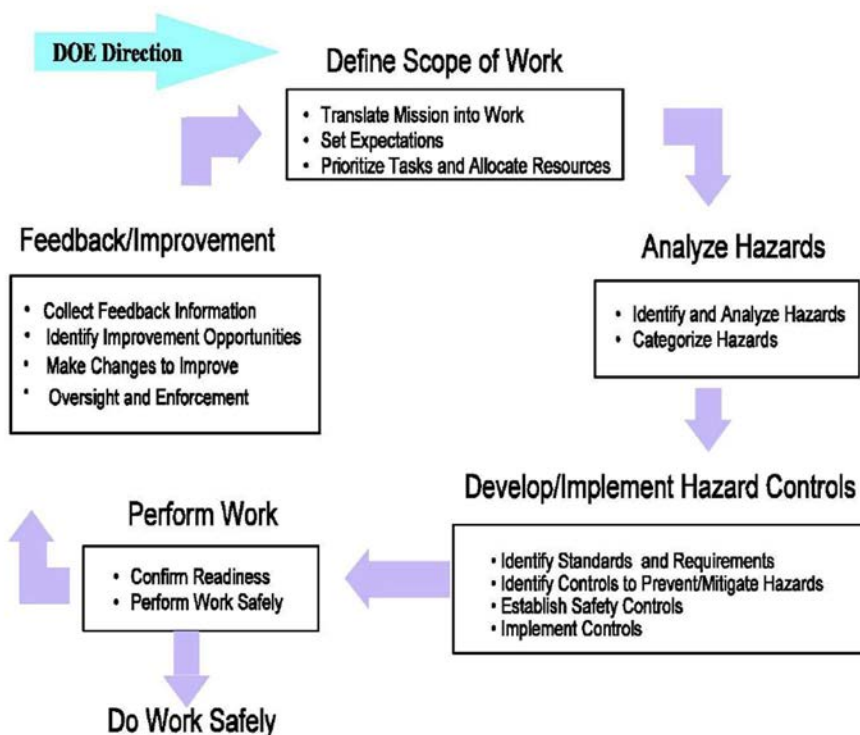 DOE Direction
Define Scope of Work
• Translate Mission into Work
• Set Expectations
• Prioritize Tasks and Allocate Resources
Analyze Hazards
• Identify and Analyze Hazards
• Categorize Hazards
Develop/Implement Hazard Controls
• Identify Standards and Requirements
• Identify Controls to Prevent/Mitigate Hazards
• Establish Safety Controls
• Implement Controls
Perform Work
• Confirm Readiness
• Perform Work Safely
Do Work Safely
Feedback/Improvement
• Collect Feedback Information
• Identify Improvement Opportunities
• Make Changes to Improve
• Oversight and Enforcement